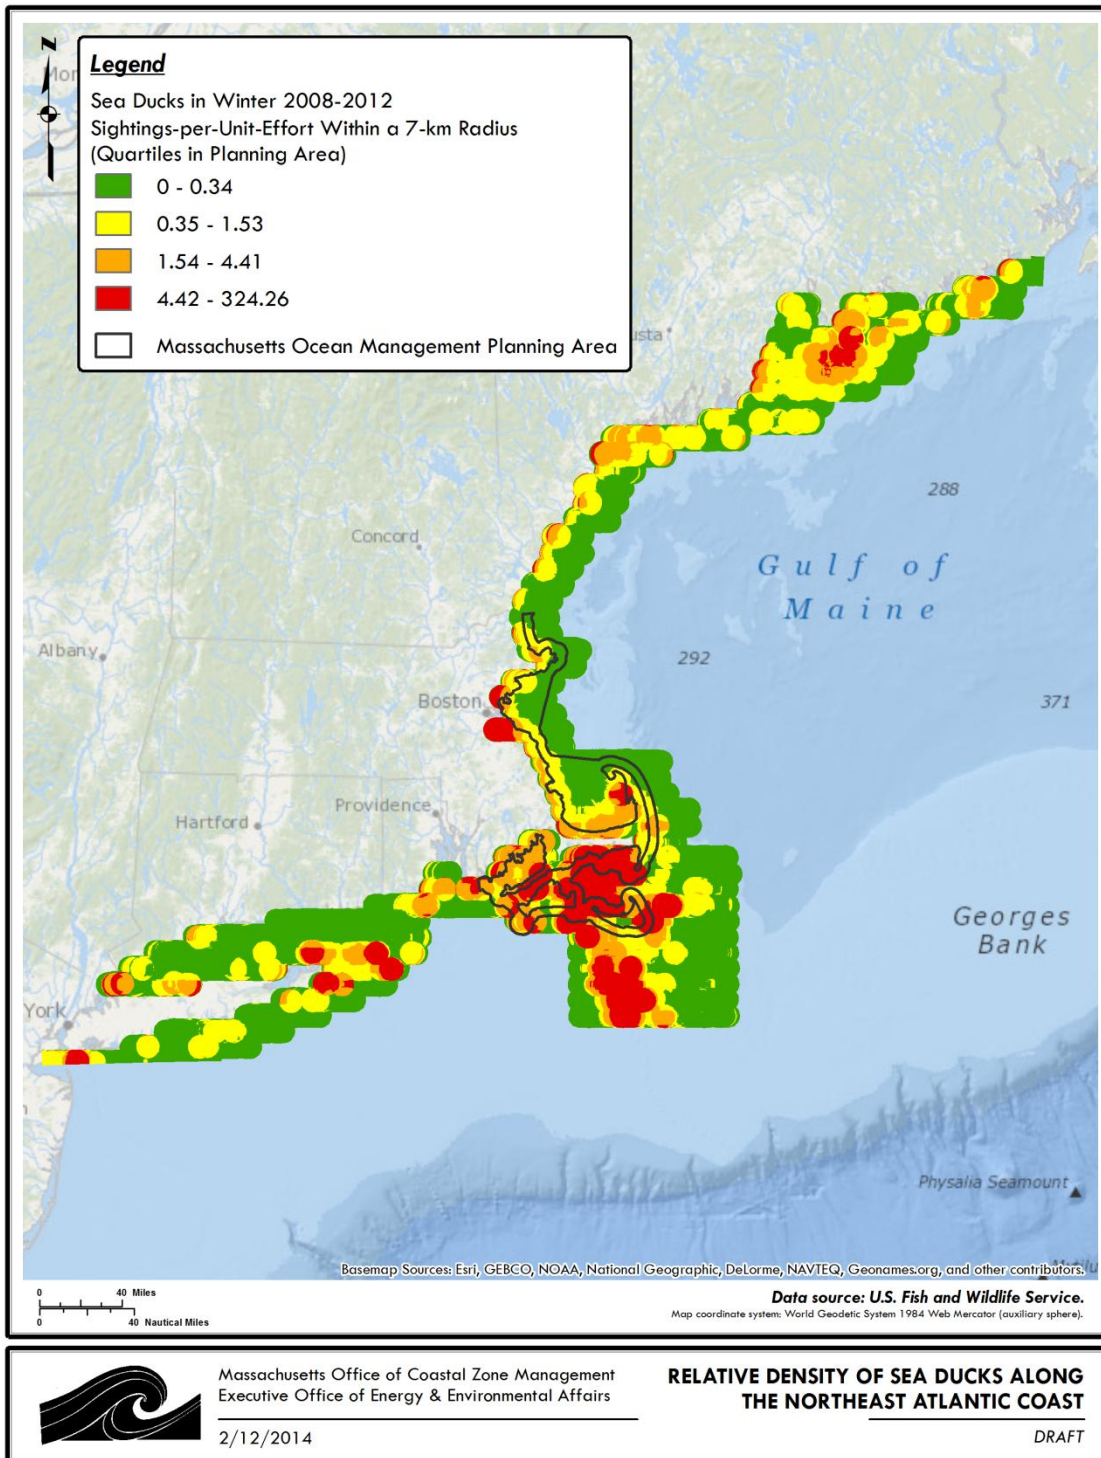 N
Legend
Sea Ducks in Winter 2008-2012
Sightings-per-Unit-Effort Within a 7-km Radius
(Quartiles in Planning Area)
0 - 0.34
0.35 - 1.53
1.54 - 4.41
4.42 - 324.26
Massachusetts Ocean Management Planning Area
Mor
usta
288
Concord
Gulf of
Maine
Albany
292
Boston
371
Providence
Hartford
Georges
Bank
York
Physalia Seamount
Basemap Sources: Esri, GEBCO, NOAA, National Geographic, DeLorme, NAVTEQ, Geonames.org, and other contributors.
0 40 Miles
0 40 Nautical Miles
Data source: U.S. Fish and Wildlife Service.
Map coordinate system: World Geodetic System 1984 Web Mercator (auxiliary sphere).
Massachusetts Office of Coastal Zone Management
Executive Office of Energy & Environmental Affairs
2/12/2014
RELATIVE DENSITY OF SEA DUCKS ALONG
THE NORTHEAST ATLANTIC COAST
DRAFT